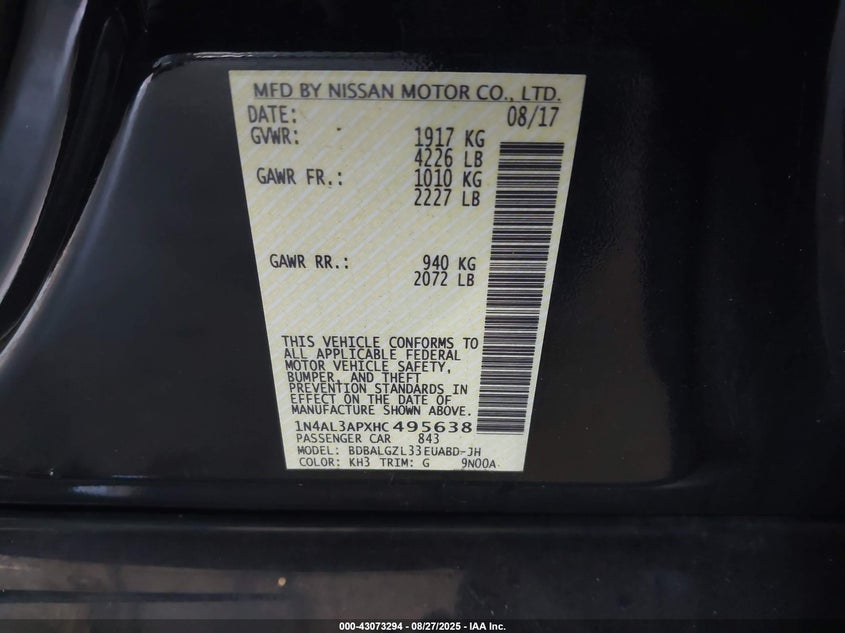 MFD BY NISSAN MOTOR CO., LTD.
DATE: 08/17
GVWR: 1917 KG
4226 LB
GAWR FR.: 1010 KG
2227 LB
GAWR RR.: 940 KG
2072 LB
THIS VEHICLE CONFORMS TO
ALL APPLICABLE FEDERAL
MOTOR VEHICLE SAFETY,
BUMPER, AND THEFT
PREVENTION STANDARDS IN
EFFECT ON THE DATE OF
MANUFACTURE SHOWN ABOVE.
1N4AL3APXHC495638
PASSENGER CAR 843
MODEL: BDBALGZL33EUABD-JH
COLOR: KH3 TRIM: G 9N00A
000-43073294 - 08/27/2025 - IAA Inc.